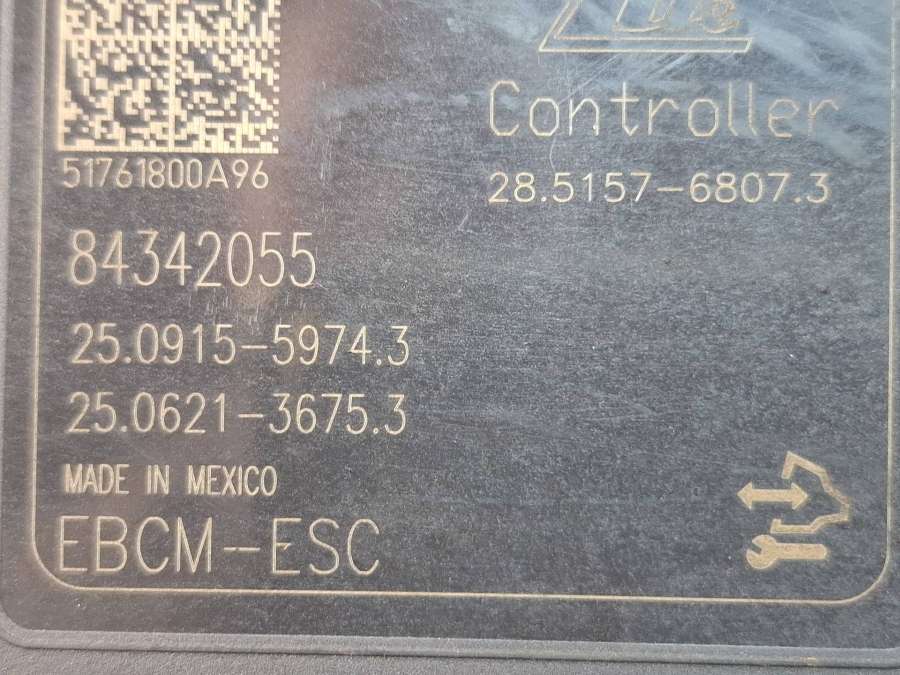 Controller
51761800A96
28.5157-6807.3
84342055
25.0915-5974.3
25.0621-3675.3
MADE IN MEXICO
EBCM-ESC